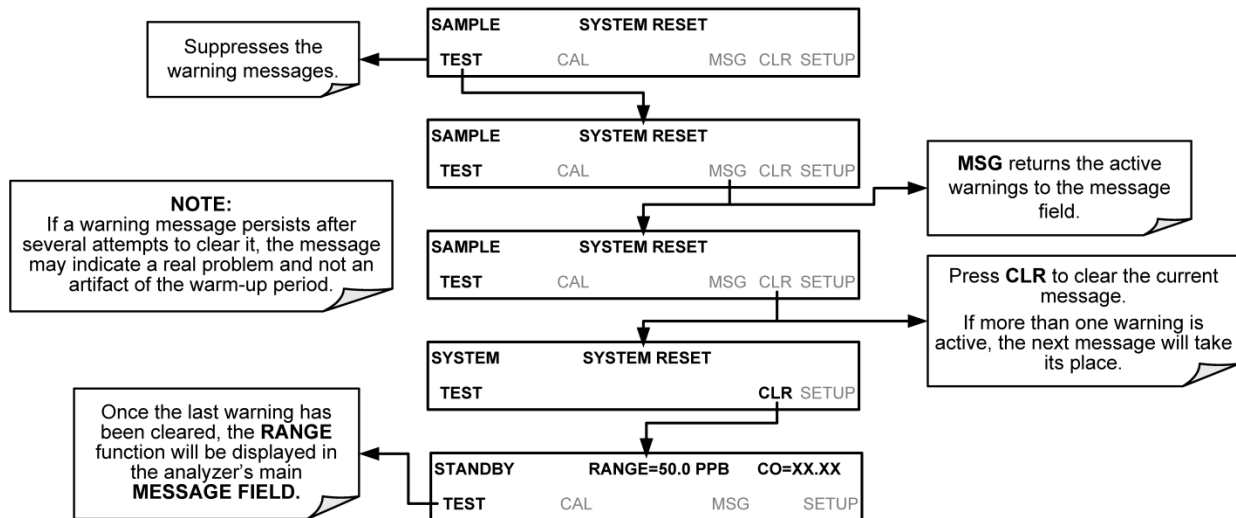 SAMPLE SYSTEM RESET
TEST CAL MSG CLR SETUP
Suppresses the
warning messages.
SAMPLE SYSTEM RESET
TEST CAL MSG CLR SETUP
MSG returns the active
warnings to the message
field.
NOTE:
If a warning message persists after
several attempts to clear it, the message
may indicate a real problem and not an
artifact of the warm-up period.
SAMPLE SYSTEM RESET
TEST CAL MSG CLR SETUP
Press CLR to clear the current
message.
If more than one warning is
active, the next message will take
its place.
SYSTEM SYSTEM RESET
TEST CLR SETUP
Once the last warning has
been cleared, the RANGE
function will be displayed in
the analyzer's main
MESSAGE FIELD.
STANDBY RANGE=50.0 PPB CO=XX.XX
TEST CAL MSG SETUP